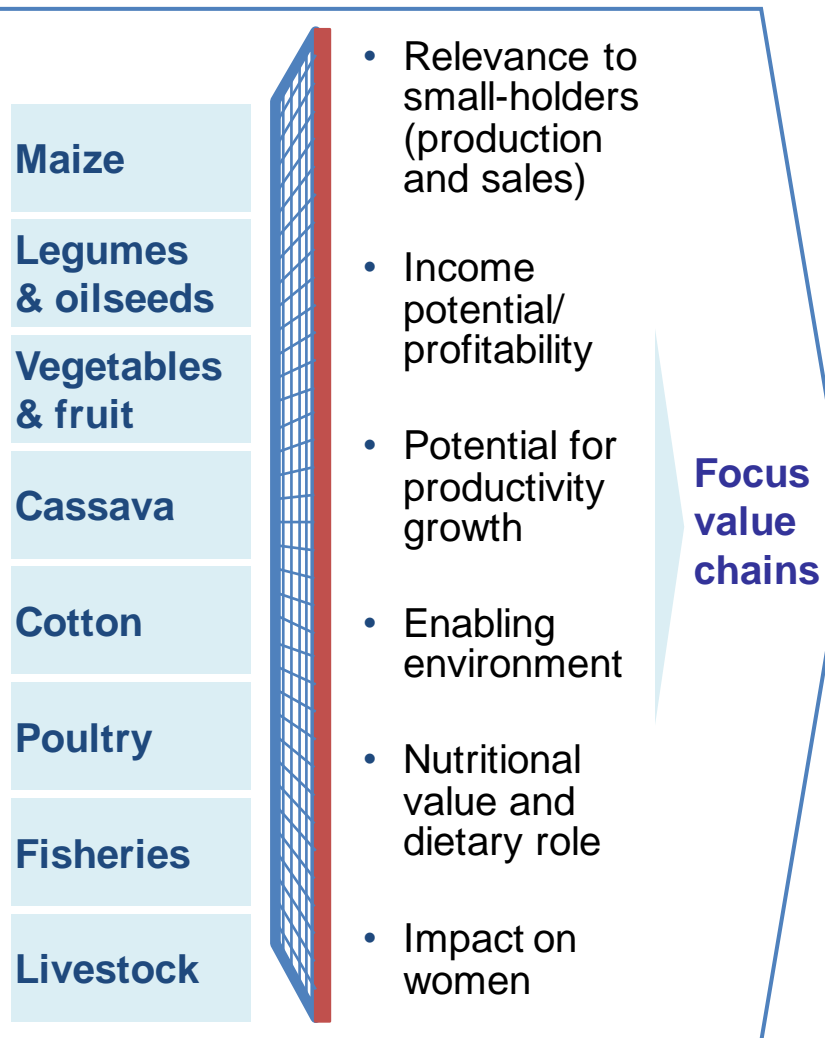 Maize
Legumes
& oilseeds
Vegetables
& fruit
Cassava
Cotton
Poultry
Fisheries
Livestock
• Relevance to
small-holders
(production
and sales)
• Income
potential/
profitability
• Potential for
productivity
growth
• Enabling
environment
• Nutritional
value and
dietary role
• Impact on
women
Focus
value
chains